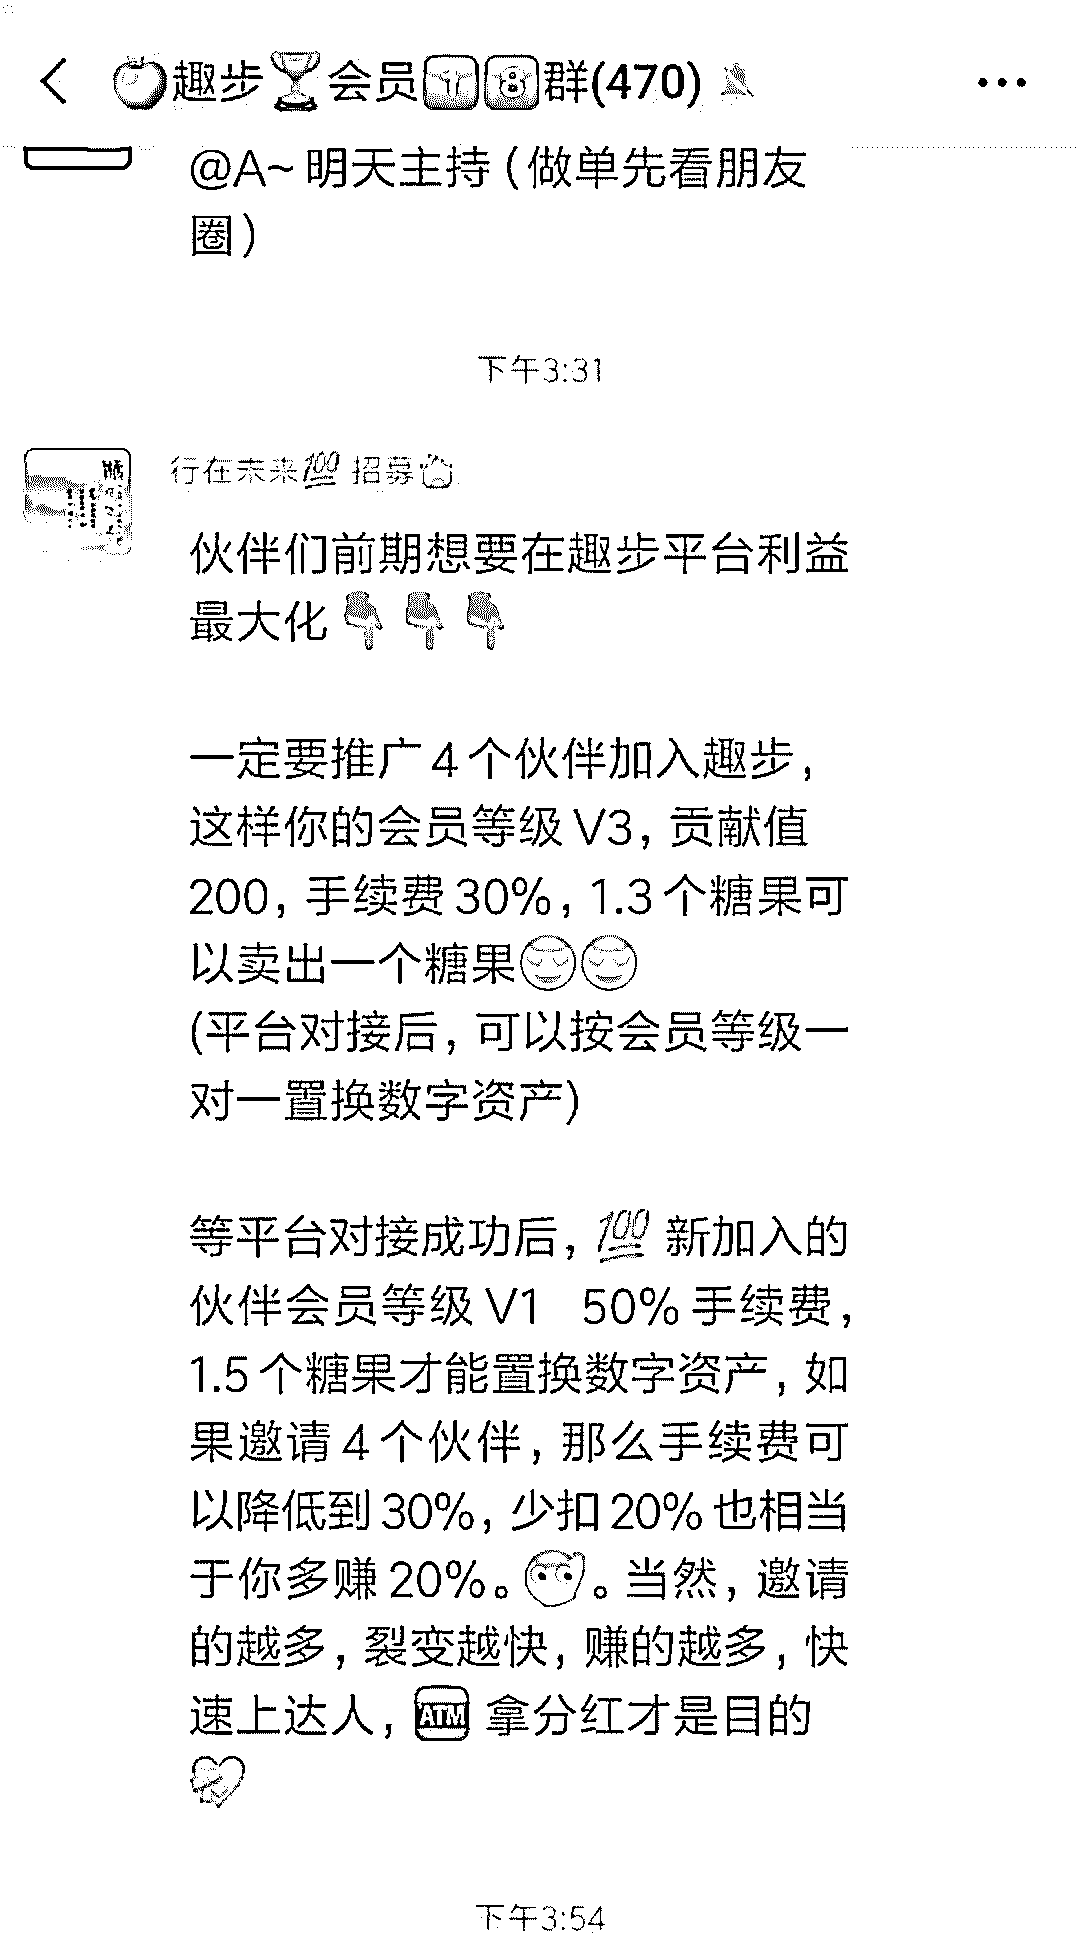 趣步🏆会员1️⃣8️⃣群(470)
@A~明天主持（做单先看朋友
圈）
下午3:31
行在未来💯招募
伙伴们前期想要在趣步平台利益
最大化👇👇👇
一定要推广4个伙伴加入趣步，
这样你的会员等级V3，贡献值
200，手续费30%，1.3个糖果可
以卖出一个糖果😌😌
(平台对接后，可以按会员等级一
对一置换数字资产)
等平台对接成功后，💯新加入的
伙伴会员等级V1 50%手续费，
1.5个糖果才能置换数字资产，如
果邀请4个伙伴，那么手续费可
以降低到30%，少扣20%也相当
于你多赚20%。。当然，邀请
的越多，裂变越快，赚的越多，快
速上达人，🏧拿分红才是目的
💘
下午3:54